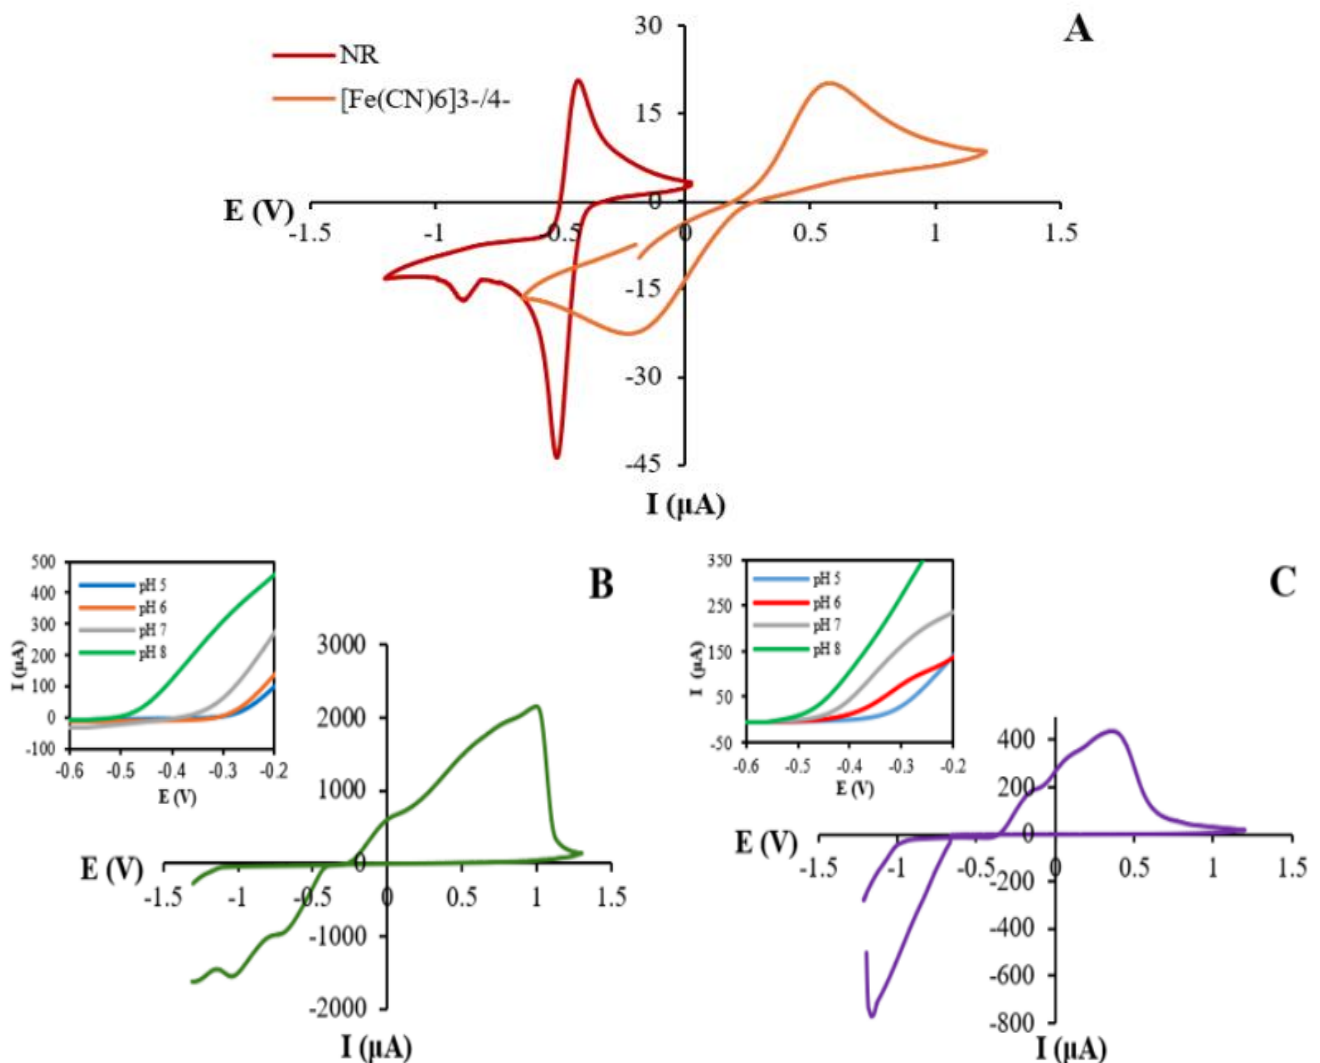 A
NR
[Fe(CN)6]3-/4-
30
15
0
-15
-30
-45
E (V)
-1.5
-1
-0.5
0
0.5
1
1.5
I (µA)
B
500
400
300
200
100
0
-100
pH 5
pH 6
pH 7
pH 8
I (µA)
-0.6
-0.5
-0.4
-0.3
-0.2
E (V)
3000
2000
1000
0
-1000
-2000
E (V)
-1.5
-1
-0.5
0
0.5
1
1.5
I (µA)
C
350
250
150
50
-50
pH 5
pH 6
pH 7
pH 8
I (µA)
-0.6
-0.5
-0.4
-0.3
-0.2
E (V)
400
200
0
-200
-400
-600
-800
E (V)
-1.5
-1
-0.5
0
0.5
1
1.5
I (µA)